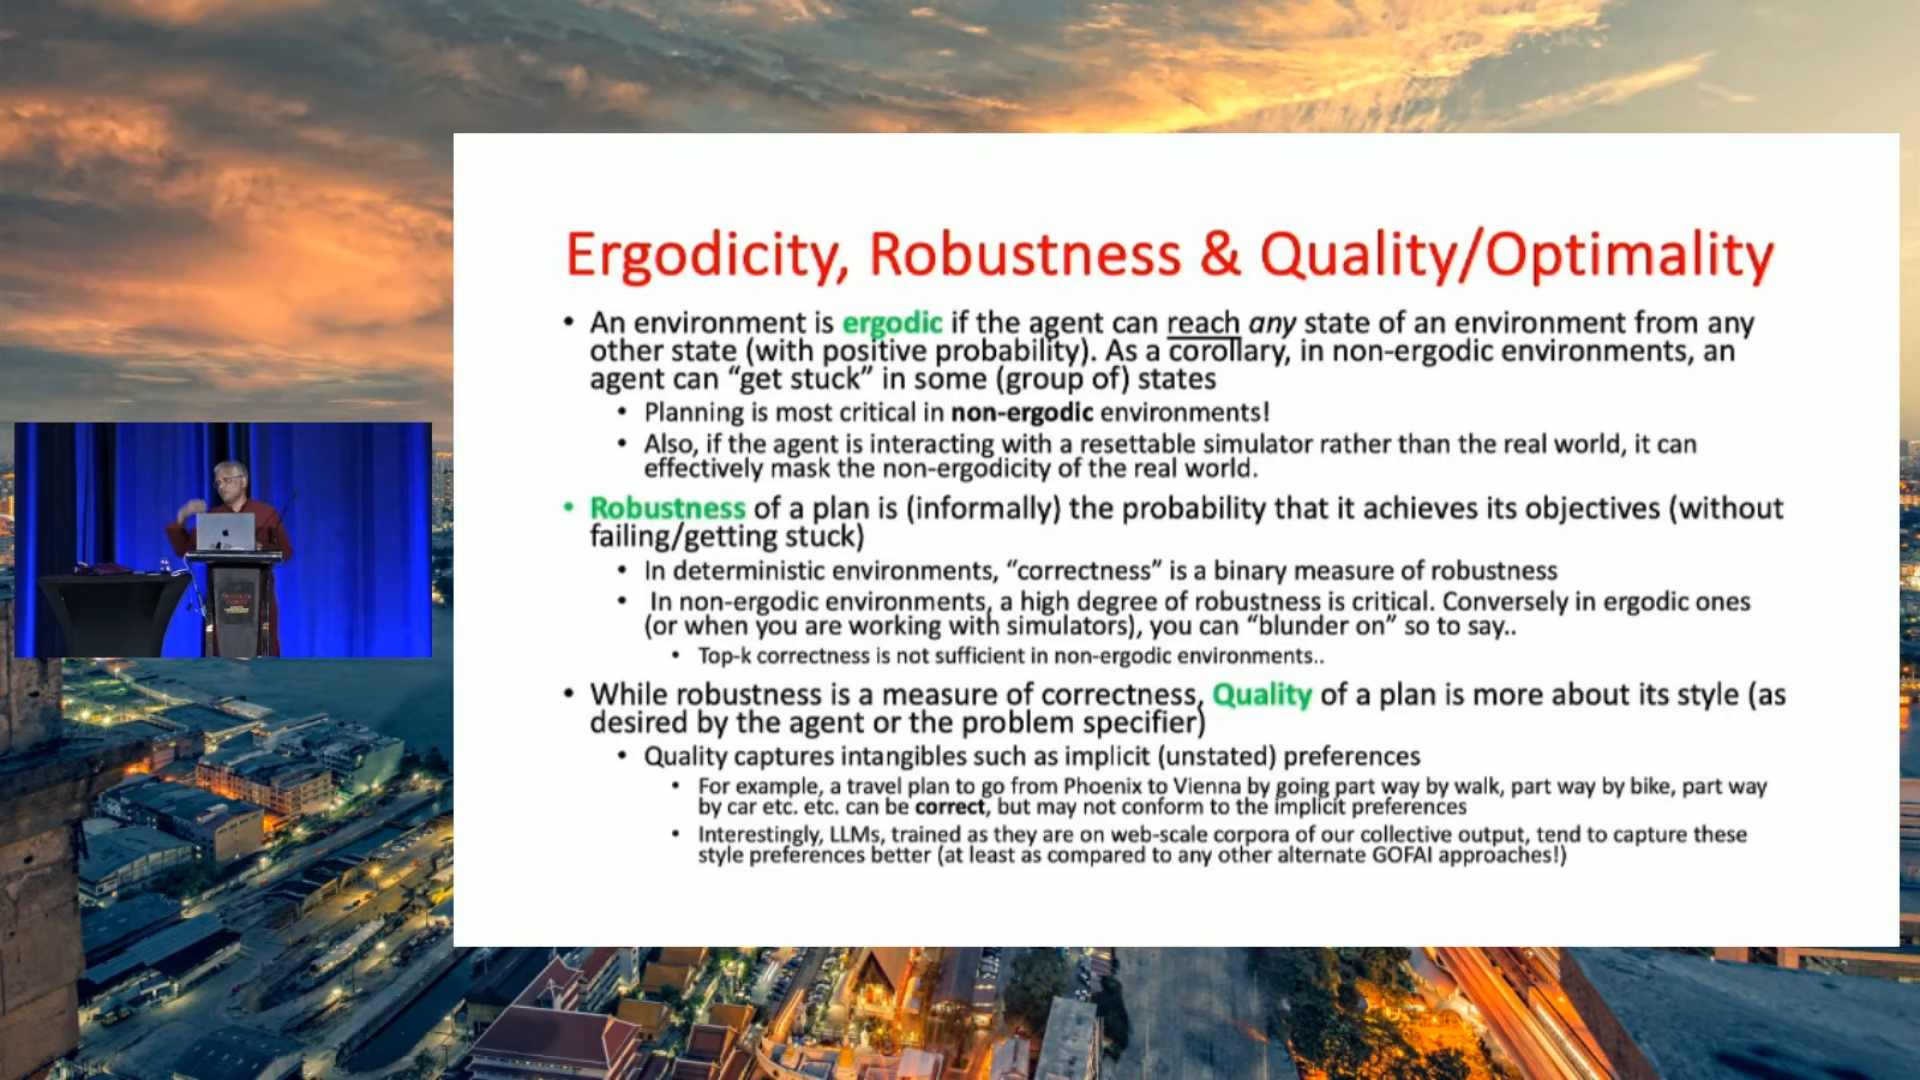 Ergodicity, Robustness & Quality/Optimality
• An environment is ergodic if the agent can reach any state of an environment from any
other state (with positive probability). As a corollary, in non-ergodic environments, an
agent can “get stuck” in some (group of) states
• Planning is most critical in non-ergodic environments!
• Also, if the agent is interacting with a resettable simulator rather than the real world, it can
effectively mask the non-ergodicity of the real world.
• Robustness of a plan is (informally) the probability that it achieves its objectives (without
failing/getting stuck)
• In deterministic environments, “correctness” is a binary measure of robustness
• In non-ergodic environments, a high degree of robustness is critical. Conversely in ergodic ones
(or when you are working with simulators), you can “blunder on” so to say..
• Top-k correctness is not sufficient in non-ergodic environments..
• While robustness is a measure of correctness, Quality of a plan is more about its style (as
desired by the agent or the problem specifier)
• Quality captures intangibles such as implicit (unstated) preferences
• For example, a travel plan to go from Phoenix to Vienna by going part way by walk, part way by bike, part way
by car etc. etc. can be correct, but may not conform to the implicit preferences
• Interestingly, LLMs, trained as they are on web-scale corpora of our collective output, tend to capture these
style preferences better (at least as compared to any other alternate GOFAI approaches!)